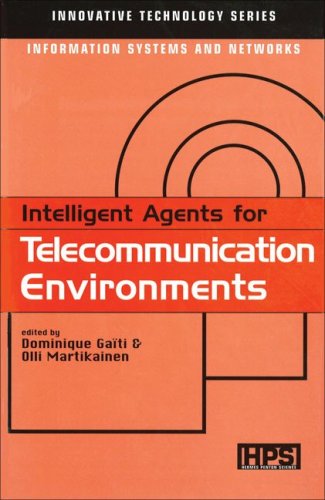 INNOVATIVE TECHNOLOGY SERIES
INFORMATION SYSTEMS AND NETWORKS
Intelligent Agents for
Telecommunication
Environments
edited by
Dominique Gaïti &
Olli Martikainen
HPS
HERMES PENTON SCIENCE